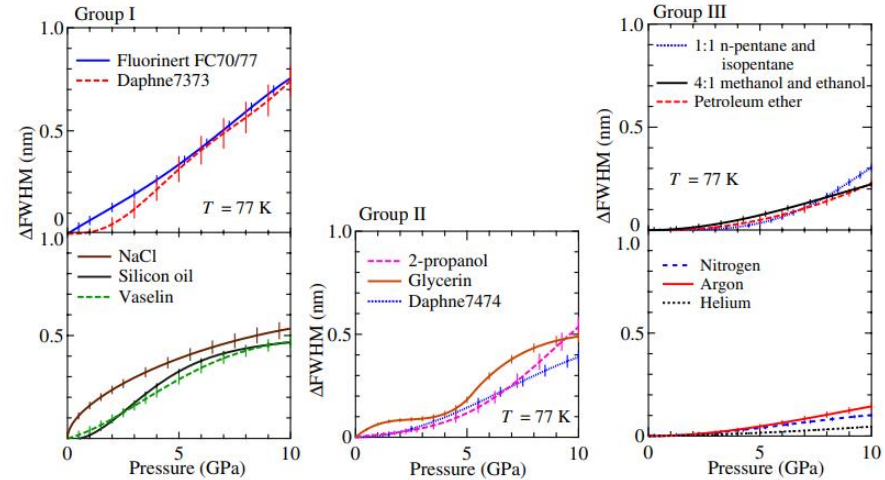 Group I
1.0
Fluorinert FC70/77
Daphne7373
0.5
ΔFWHM (nm)
T = 77 K
0
1.0
NaCl
Silicon oil
Vaselin
0.5
0
5
10
Pressure (GPa)
Group II
1.0
2-propanol
Glycerin
Daphne7474
ΔFWHM (nm)
0.5
T = 77 K
0
0
5
10
Pressure (GPa)
Group III
1.0
1:1 n-pentane and
isopentane
4:1 methanol and ethanol
Petroleum ether
0.5
ΔFWHM (nm)
T = 77 K
0
1.0
Nitrogen
Argon
Helium
0.5
0
0
5
10
Pressure (GPa)